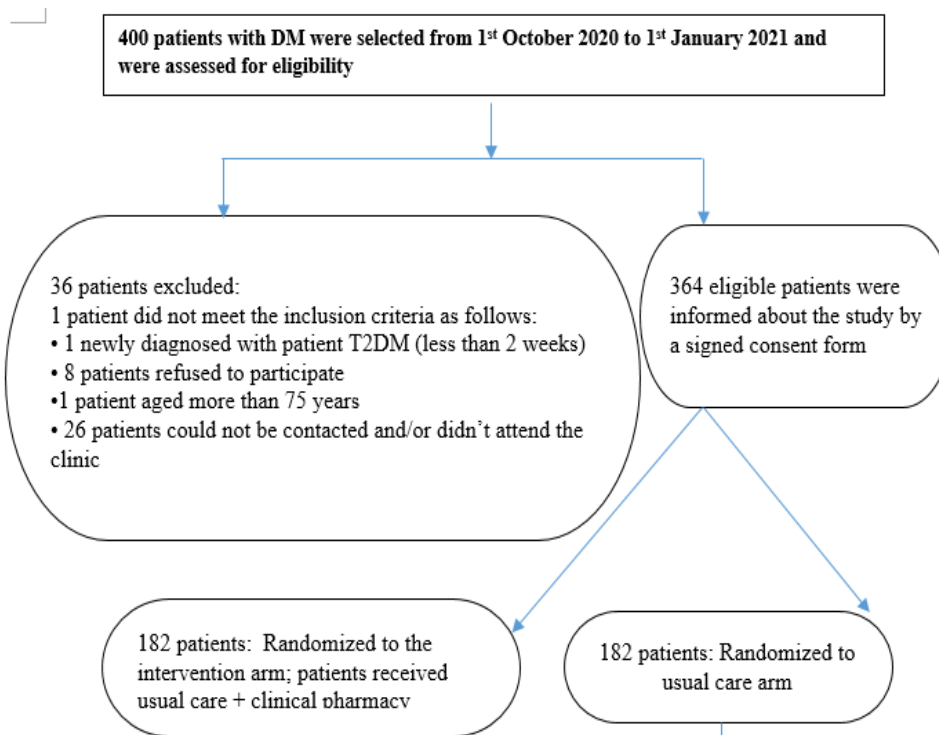 400 patients with DM were selected from 1st October 2020 to 1st January 2021 and
were assessed for eligibility
36 patients excluded:
1 patient did not meet the inclusion criteria as follows:
• 1 newly diagnosed with patient T2DM (less than 2 weeks)
• 8 patients refused to participate
•1 patient aged more than 75 years
• 26 patients could not be contacted and/or didn’t attend the
clinic
364 eligible patients were
informed about the study by
a signed consent form
182 patients: Randomized to the
intervention arm; patients received
usual care + clinical pharmacy
182 patients: Randomized to
usual care arm